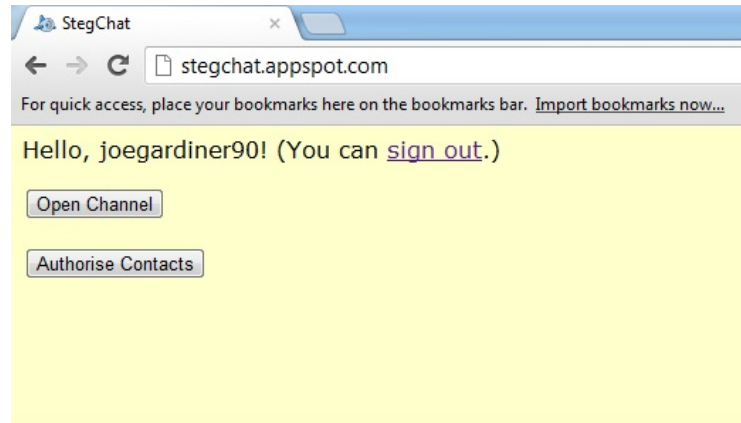 StegChat
stegchat.appspot.com
For quick access, place your bookmarks here on the bookmarks bar. Import bookmarks now...
Hello, joegardiner90! (You can sign out.)
Open Channel
Authorise Contacts